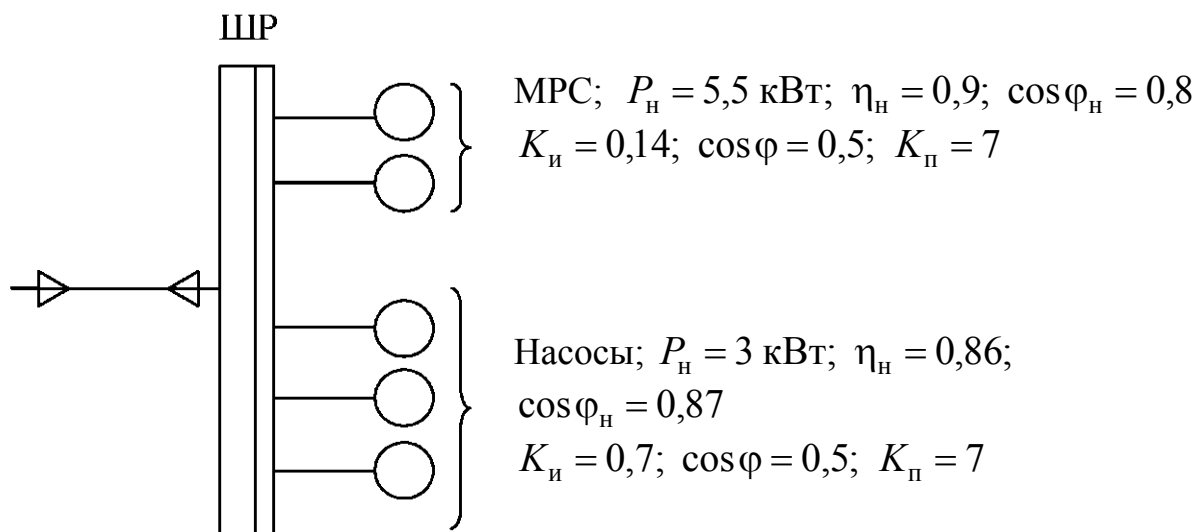 ШР
МРС; Pн = 5,5 кВт; ηн = 0,9; cosφн = 0,8
Kи = 0,14; cosφ = 0,5; Kп = 7
Насосы; Pн = 3 кВт; ηн = 0,86;
cosφн = 0,87
Kи = 0,7; cosφ = 0,5; Kп = 7